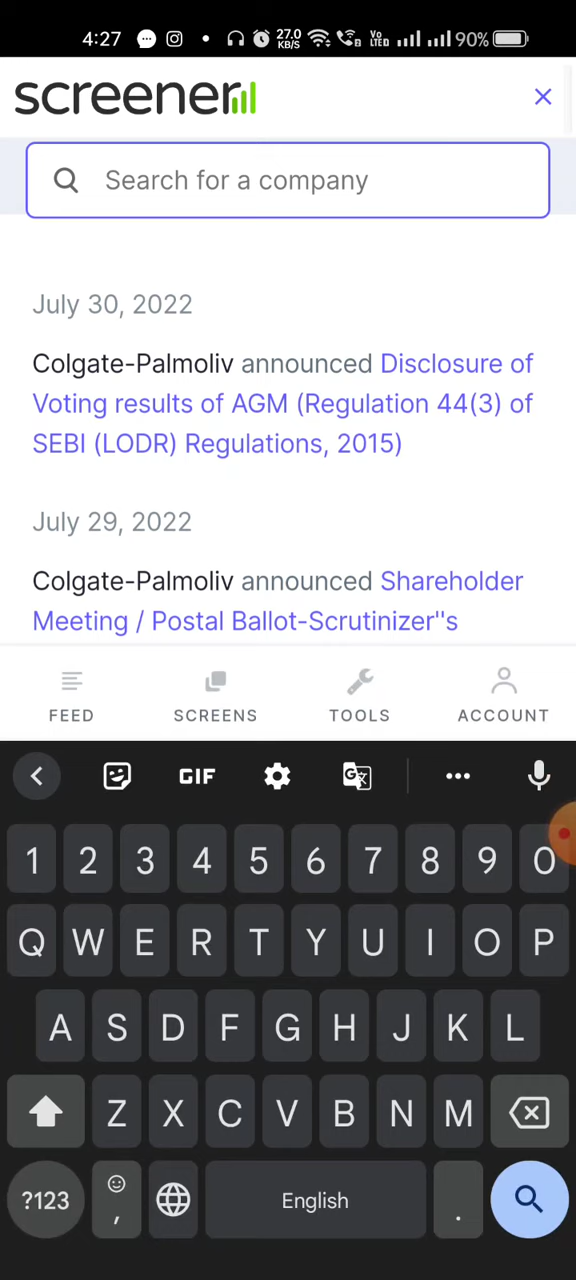 4:27 27.0 KB/S Vo LTED 90%
screener
Search for a company
July 30, 2022
Colgate-Palmoliv announced Disclosure of
Voting results of AGM (Regulation 44(3) of
SEBI (LODR) Regulations, 2015)
July 29, 2022
Colgate-Palmoliv announced Shareholder
Meeting / Postal Ballot-Scrutinizer''s
FEED SCREENS TOOLS ACCOUNT
GIF G
1 2 3 4 5 6 7 8 9 0
Q W E R T Y U I O P
A S D F G H J K L
Z X C V B N M
?123 , English .